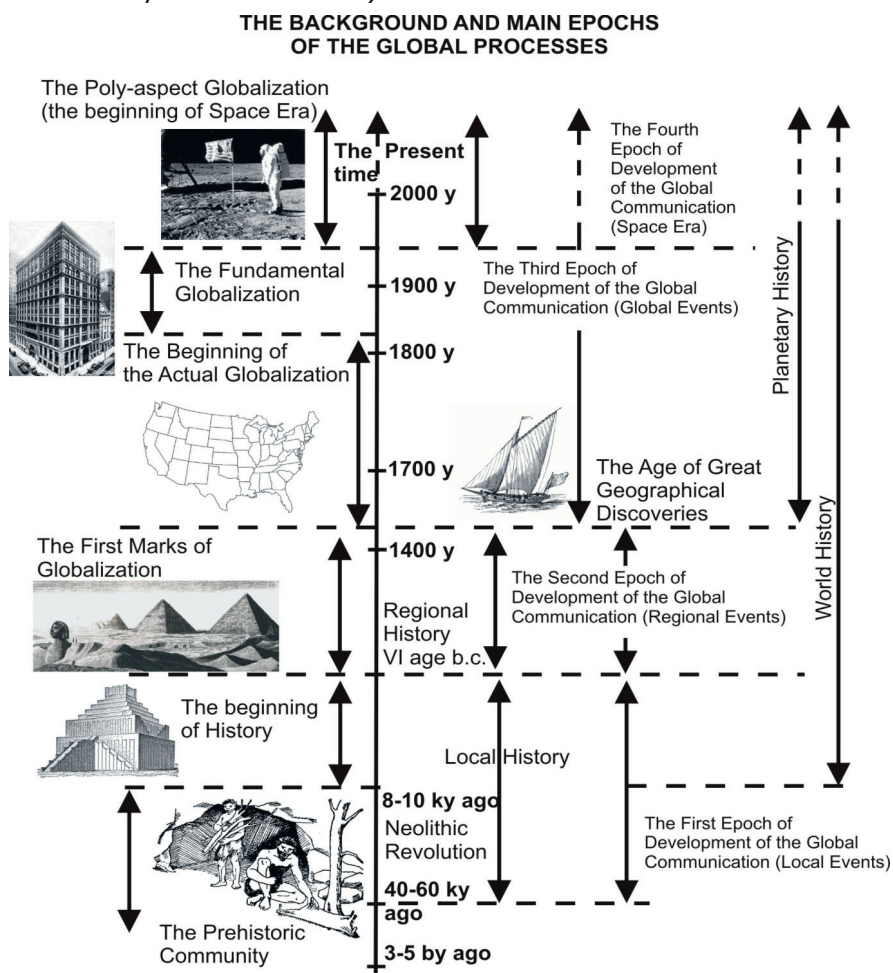 THE BACKGROUND AND MAIN EPOCHS
OF THE GLOBAL PROCESSES
The Poly-aspect Globalization
(the beginning of Space Era)
The Present
time
2000 y
The Fourth
Epoch of
Development
of the Global
Communication
(Space Era)
The Fundamental
Globalization
1900 y
The Third Epoch of
Development of the Global
Communication (Global Events)
Planetary History
The Beginning of
the Actual Globalization
1800 y
1700 y
The Age of Great
Geographical
Discoveries
World History
The First Marks of
Globalization
1400 y
Regional
History
VI age b.c.
The Second Epoch of
Development of the Global
Communication (Regional Events)
The beginning
of History
Local History
8-10 ky ago
Neolithic
Revolution
40-60 ky
ago
The First Epoch of
Development of the Global
Communication (Local Events)
The Prehistoric
Community
3-5 by ago